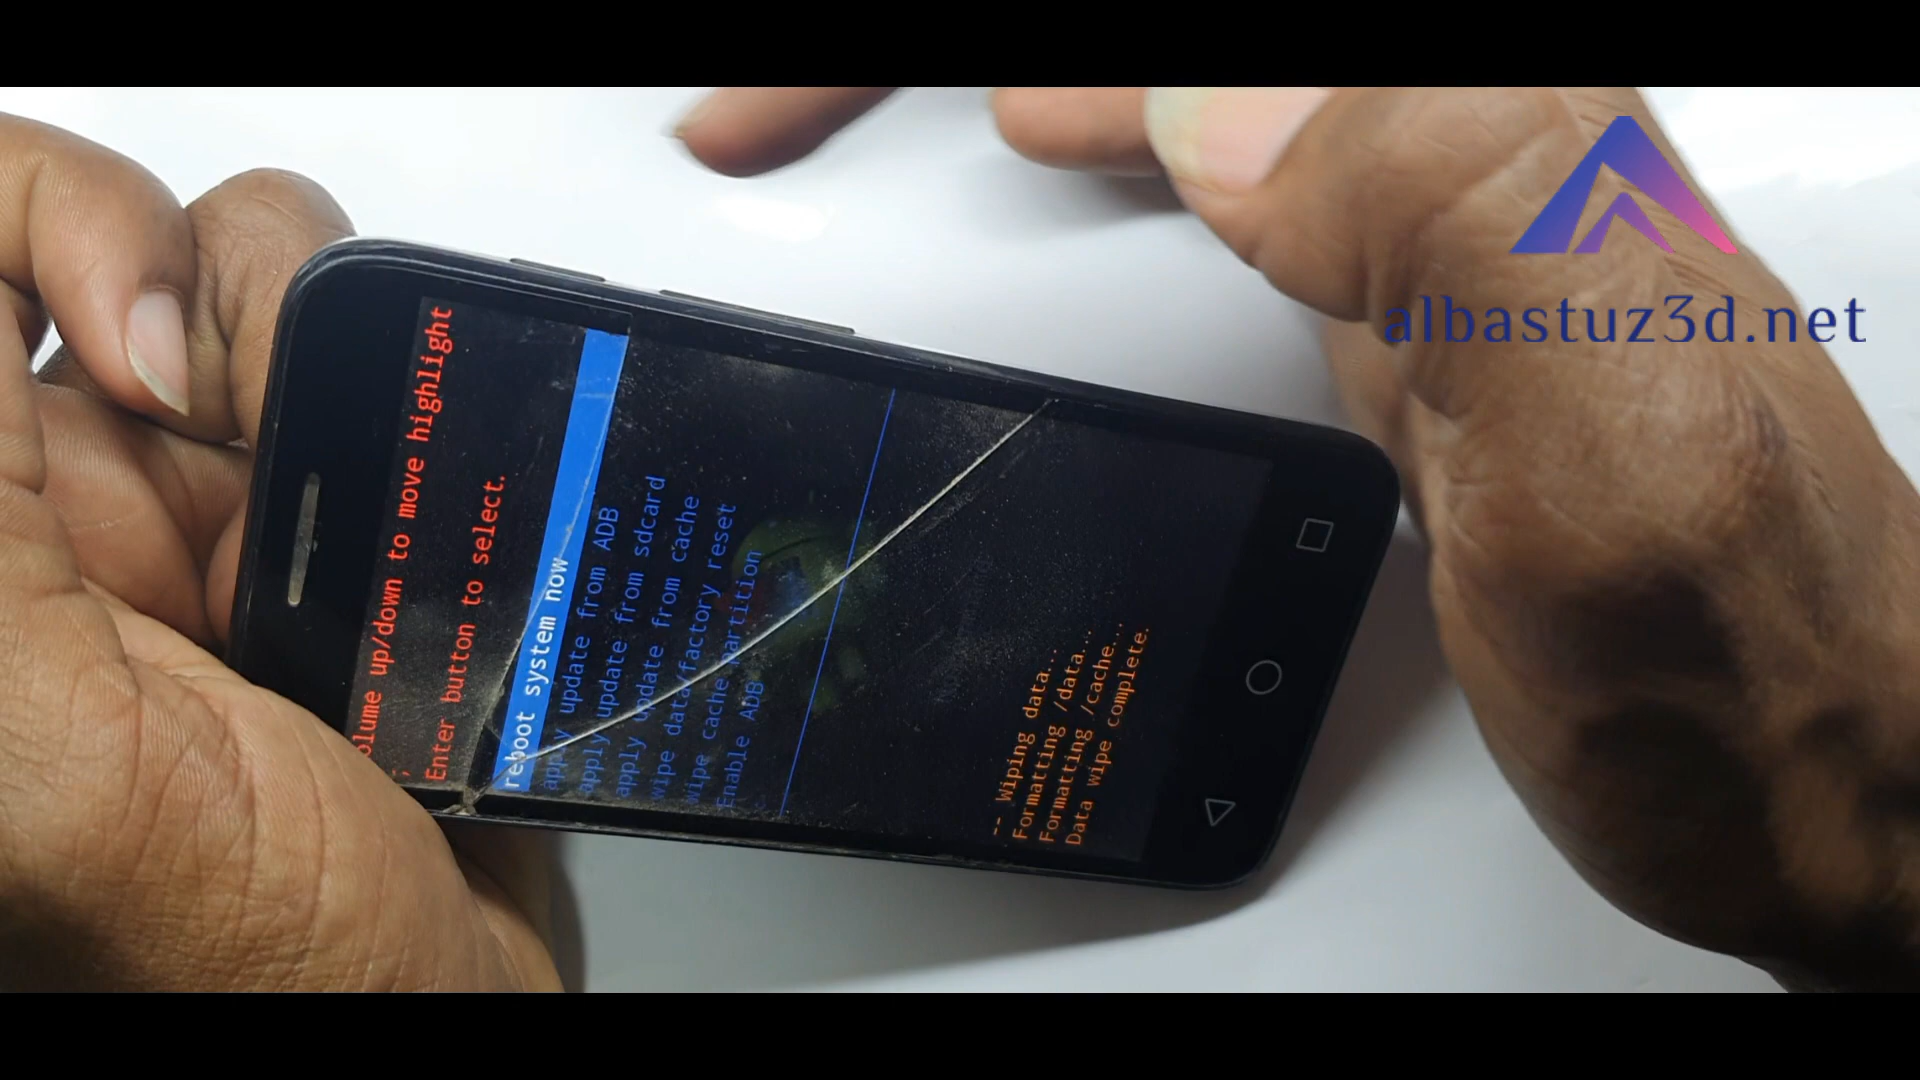 olume up/down to move highlight
;
Enter button to select.
reboot system now
apply update from ADB
apply update from sdcard
apply update from cache
wipe data/factory reset
wipe cache partition
Enable ADB
-- Wiping data...
Formatting /data...
Formatting /cache...
Data wipe complete.
albastuz3d.net